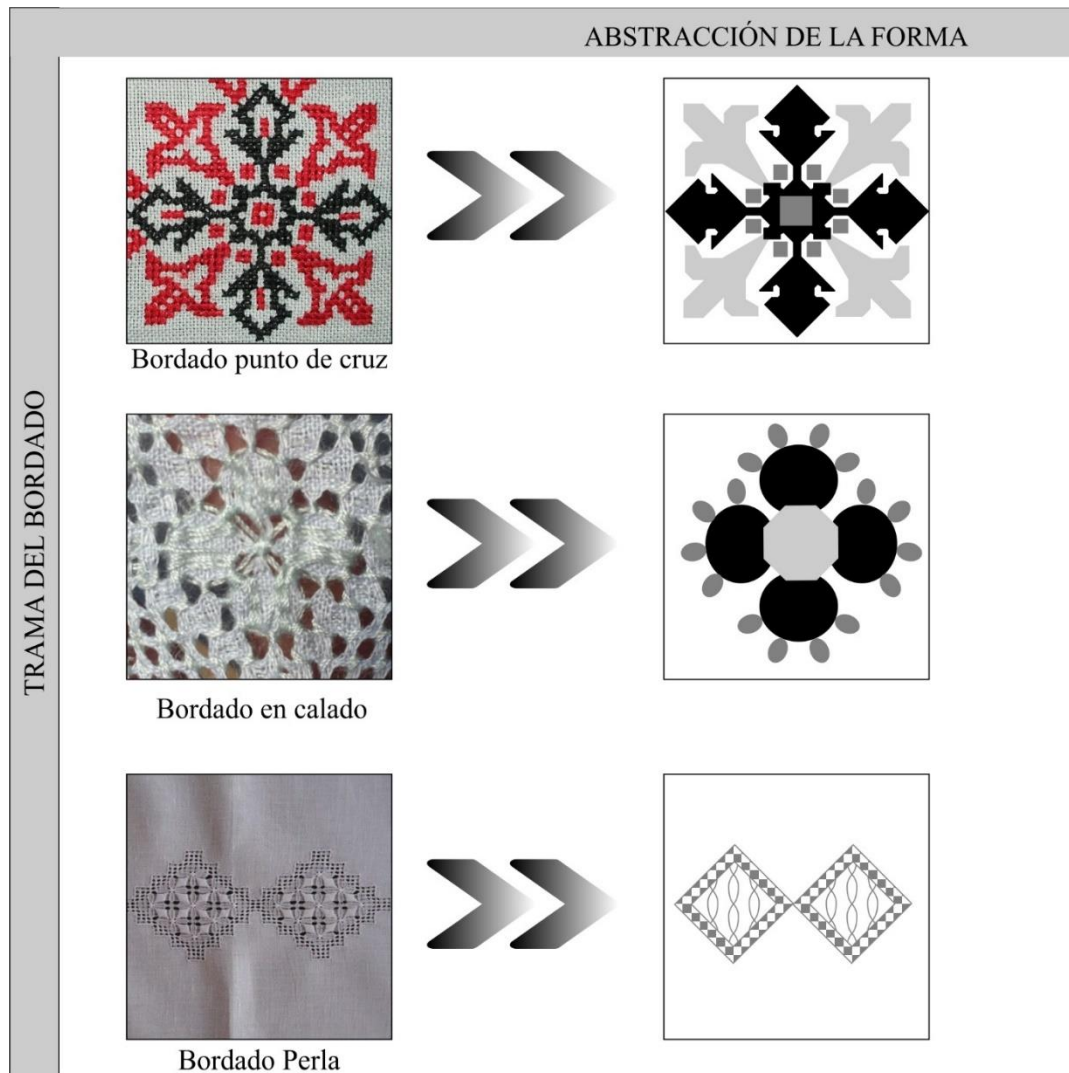 ABSTRACCIÓN DE LA FORMA
TRAMA DEL BORDADO
Bordado punto de cruz
Bordado en calado
Bordado Perla